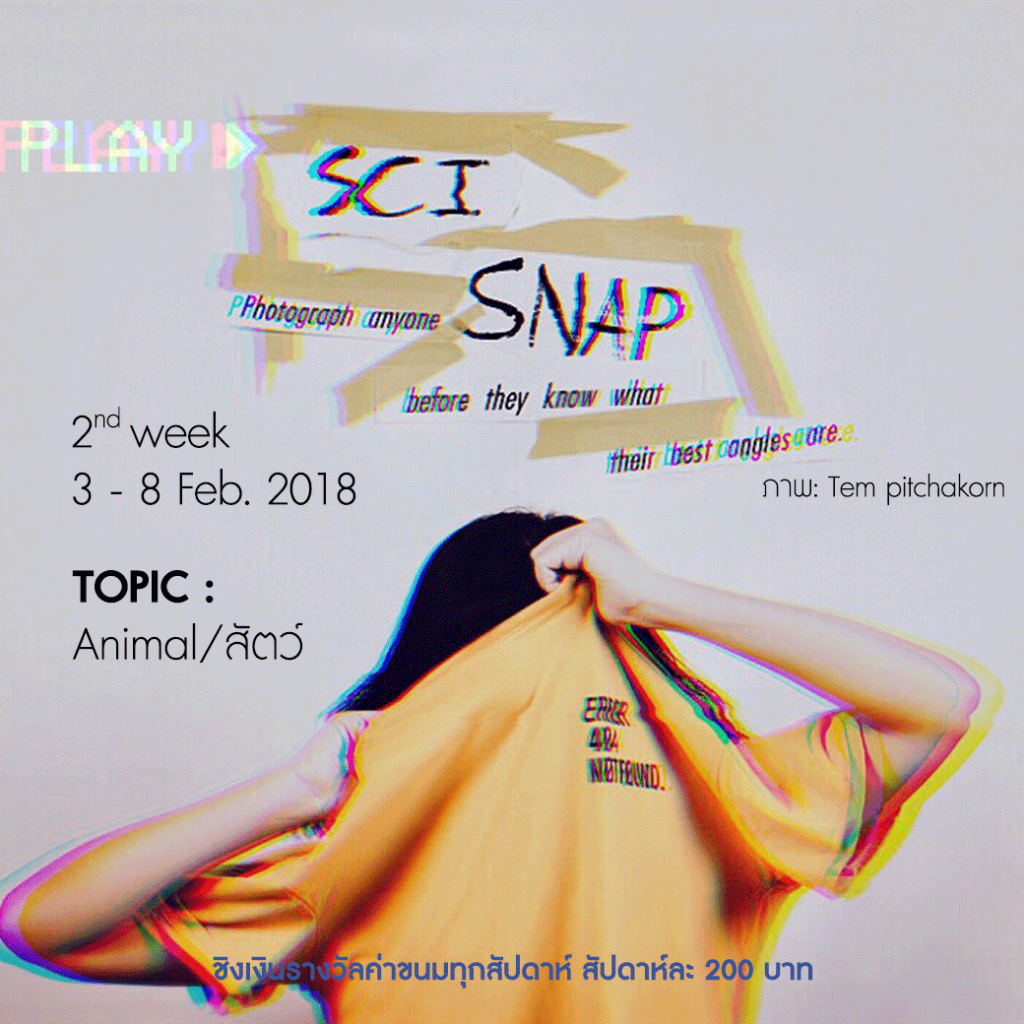 PLAY
SCI
SNAP
Photograph anyone
before they know what
their best angles are.
2nd week
3 - 8 Feb. 2018
ภาพ: Tem pitchakorn
TOPIC :
Animal/สัตว์
ERROR
404
NOT FOUND.
ชิงเงินรางวัลค่าขนมทุกสัปดาห์ สัปดาห์ละ 200 บาท